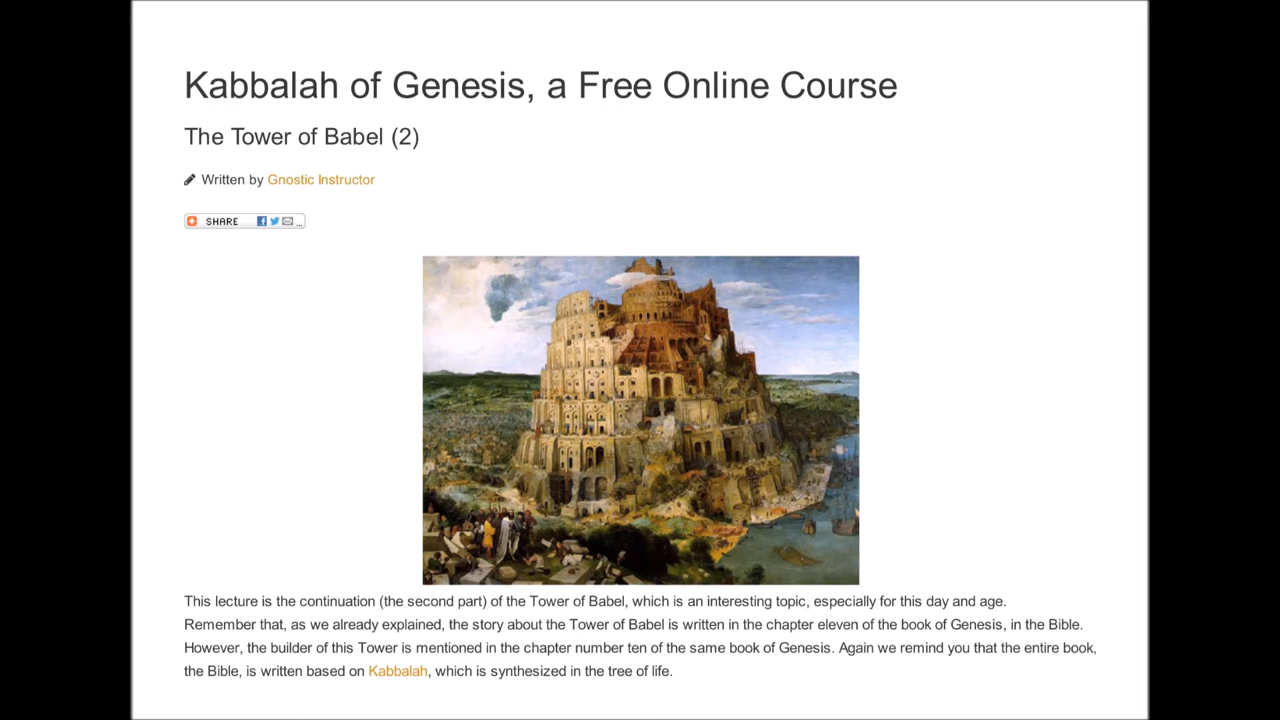 Kabbalah of Genesis, a Free Online Course
The Tower of Babel (2)
Written by Gnostic Instructor
SHARE ...
This lecture is the continuation (the second part) of the Tower of Babel, which is an interesting topic, especially for this day and age.
Remember that, as we already explained, the story about the Tower of Babel is written in the chapter eleven of the book of Genesis, in the Bible.
However, the builder of this Tower is mentioned in the chapter number ten of the same book of Genesis. Again we remind you that the entire book,
the Bible, is written based on Kabbalah, which is synthesized in the tree of life.